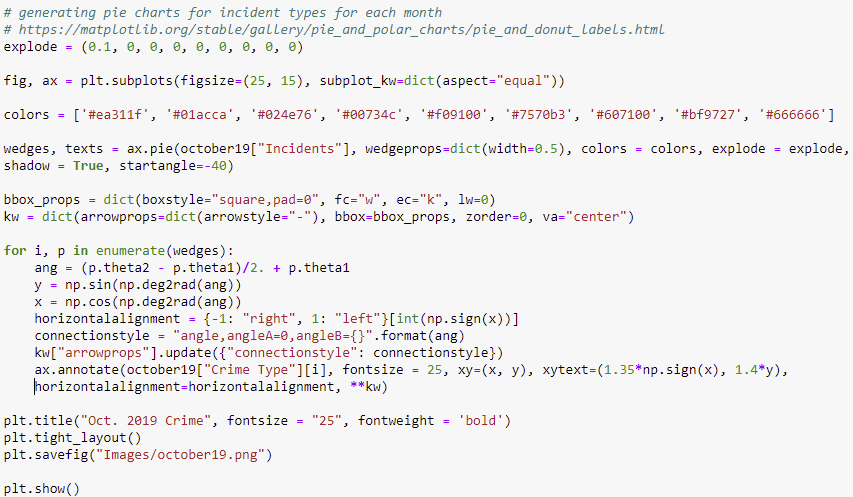 # generating pie charts for incident types for each month
# https://matplotlib.org/stable/gallery/pie_and_polar_charts/pie_and_donut_labels.html
explode = (0.1, 0, 0, 0, 0, 0, 0, 0, 0)
fig, ax = plt.subplots(figsize=(25, 15), subplot_kw=dict(aspect="equal"))
colors = ['#ea311f', '#01acca', '#024e76', '#00734c', '#f09100', '#7570b3', '#607100', '#bf9727', '#666666']
wedges, texts = ax.pie(october19["Incidents"], wedgeprops=dict(width=0.5), colors = colors, explode = explode,
shadow = True, startangle=-40)
bbox_props = dict(boxstyle="square,pad=0", fc="w", ec="k", lw=0)
kw = dict(arrowprops=dict(arrowstyle="-"), bbox=bbox_props, zorder=0, va="center")
for i, p in enumerate(wedges):
    ang = (p.theta2 - p.theta1)/2. + p.theta1
    y = np.sin(np.deg2rad(ang))
    x = np.cos(np.deg2rad(ang))
    horizontalalignment = {-1: "right", 1: "left"}[int(np.sign(x))]
    connectionstyle = "angle,angleA=0,angleB={}".format(ang)
    kw["arrowprops"].update({"connectionstyle": connectionstyle})
    ax.annotate(october19["Crime Type"][i], fontsize = 25, xy=(x, y), xytext=(1.35*np.sign(x), 1.4*y),
    horizontalalignment=horizontalalignment, **kw)
plt.title("Oct. 2019 Crime", fontsize = "25", fontweight = 'bold')
plt.tight_layout()
plt.savefig("Images/october19.png")
plt.show()